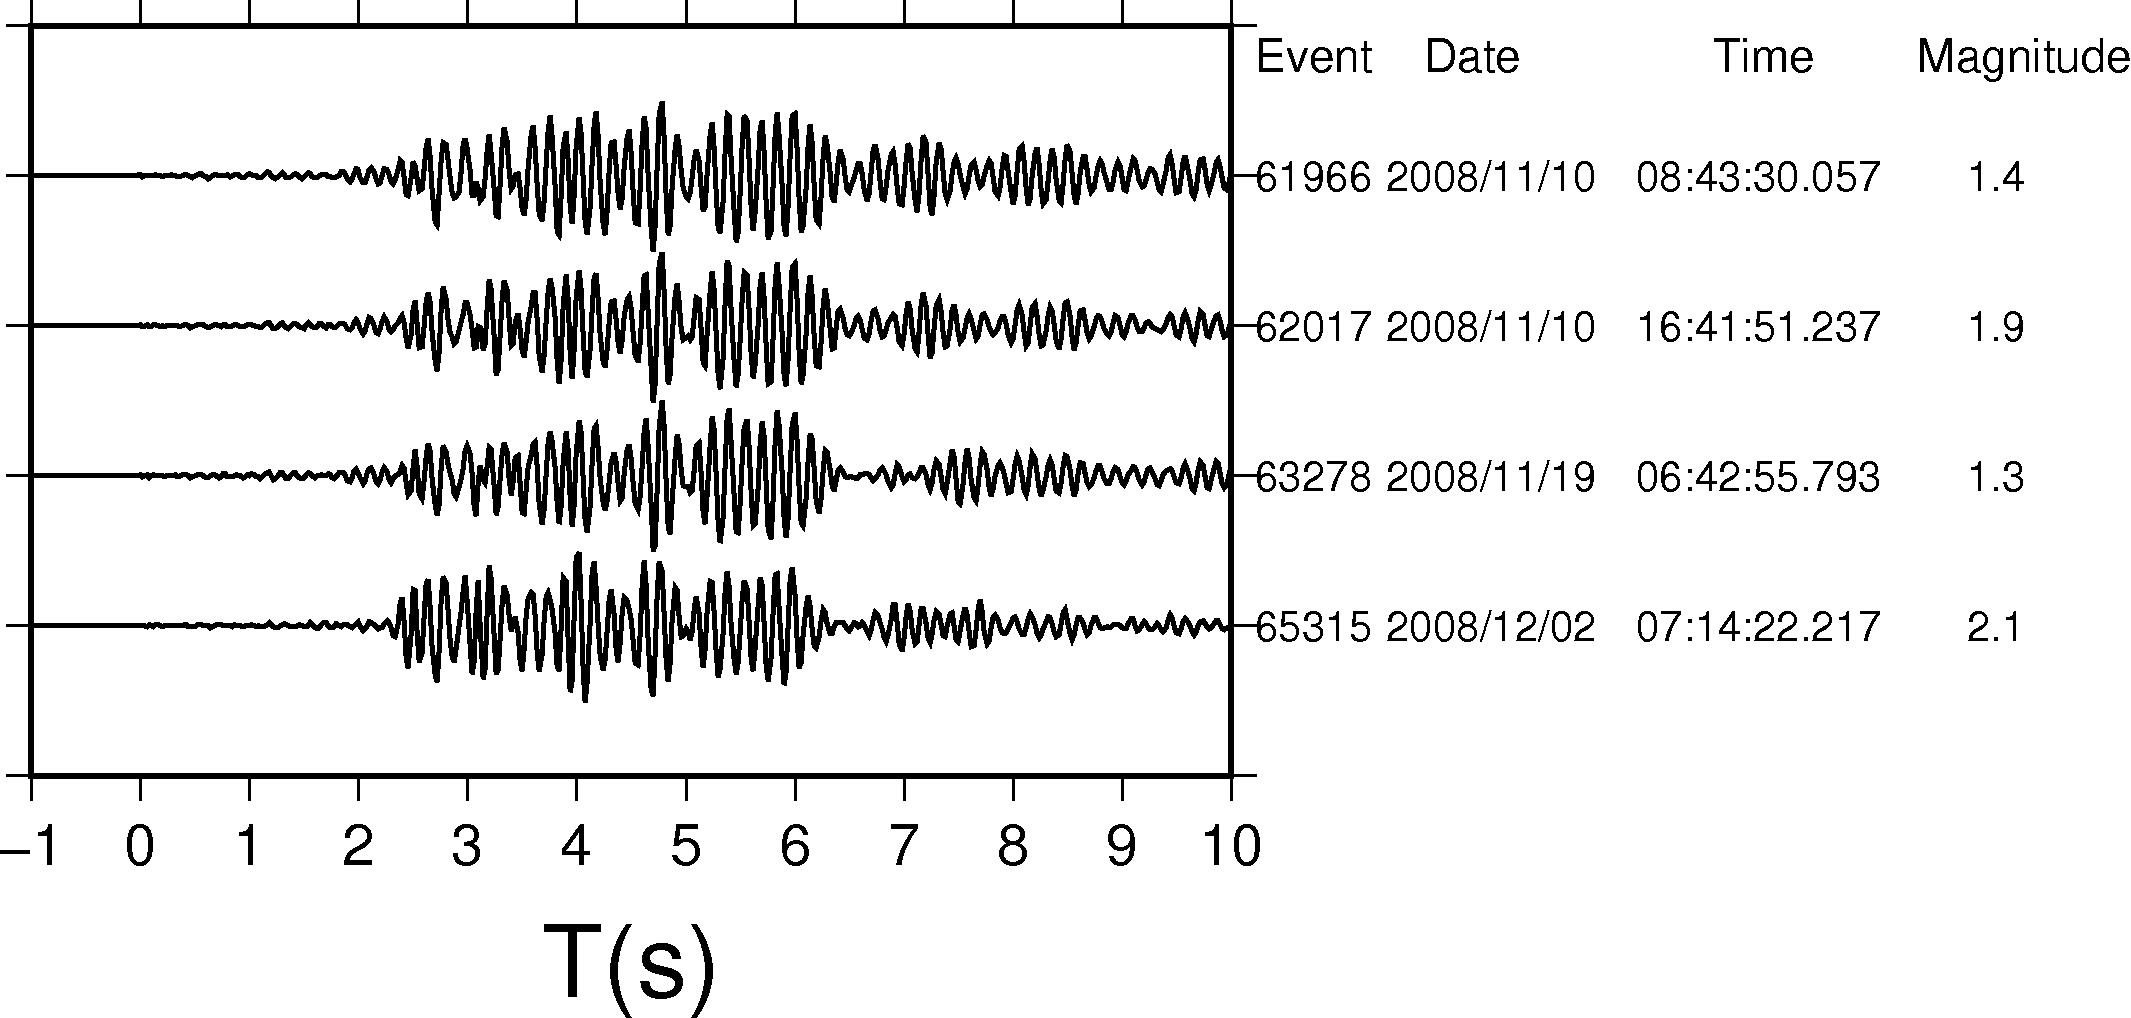 Event Date Time Magnitude
61966 2008/11/10 08:43:30.057 1.4
62017 2008/11/10 16:41:51.237 1.9
63278 2008/11/19 06:42:55.793 1.3
65315 2008/12/02 07:14:22.217 2.1
−1 0 1 2 3 4 5 6 7 8 9 10
T(s)